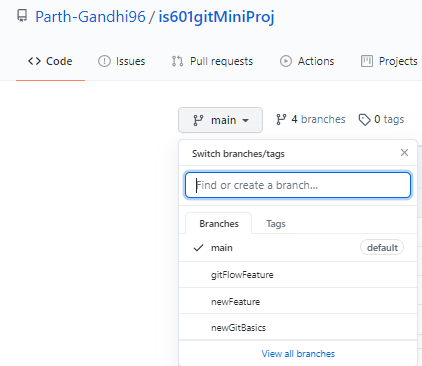 Parth-Gandhi96 / is601gitMiniProj
Code Issues Pull requests Actions Projects
main 4 branches 0 tags
Switch branches/tags
Find or create a branch...
Branches Tags
main default
gitFlowFeature
newFeature
newGitBasics
View all branches